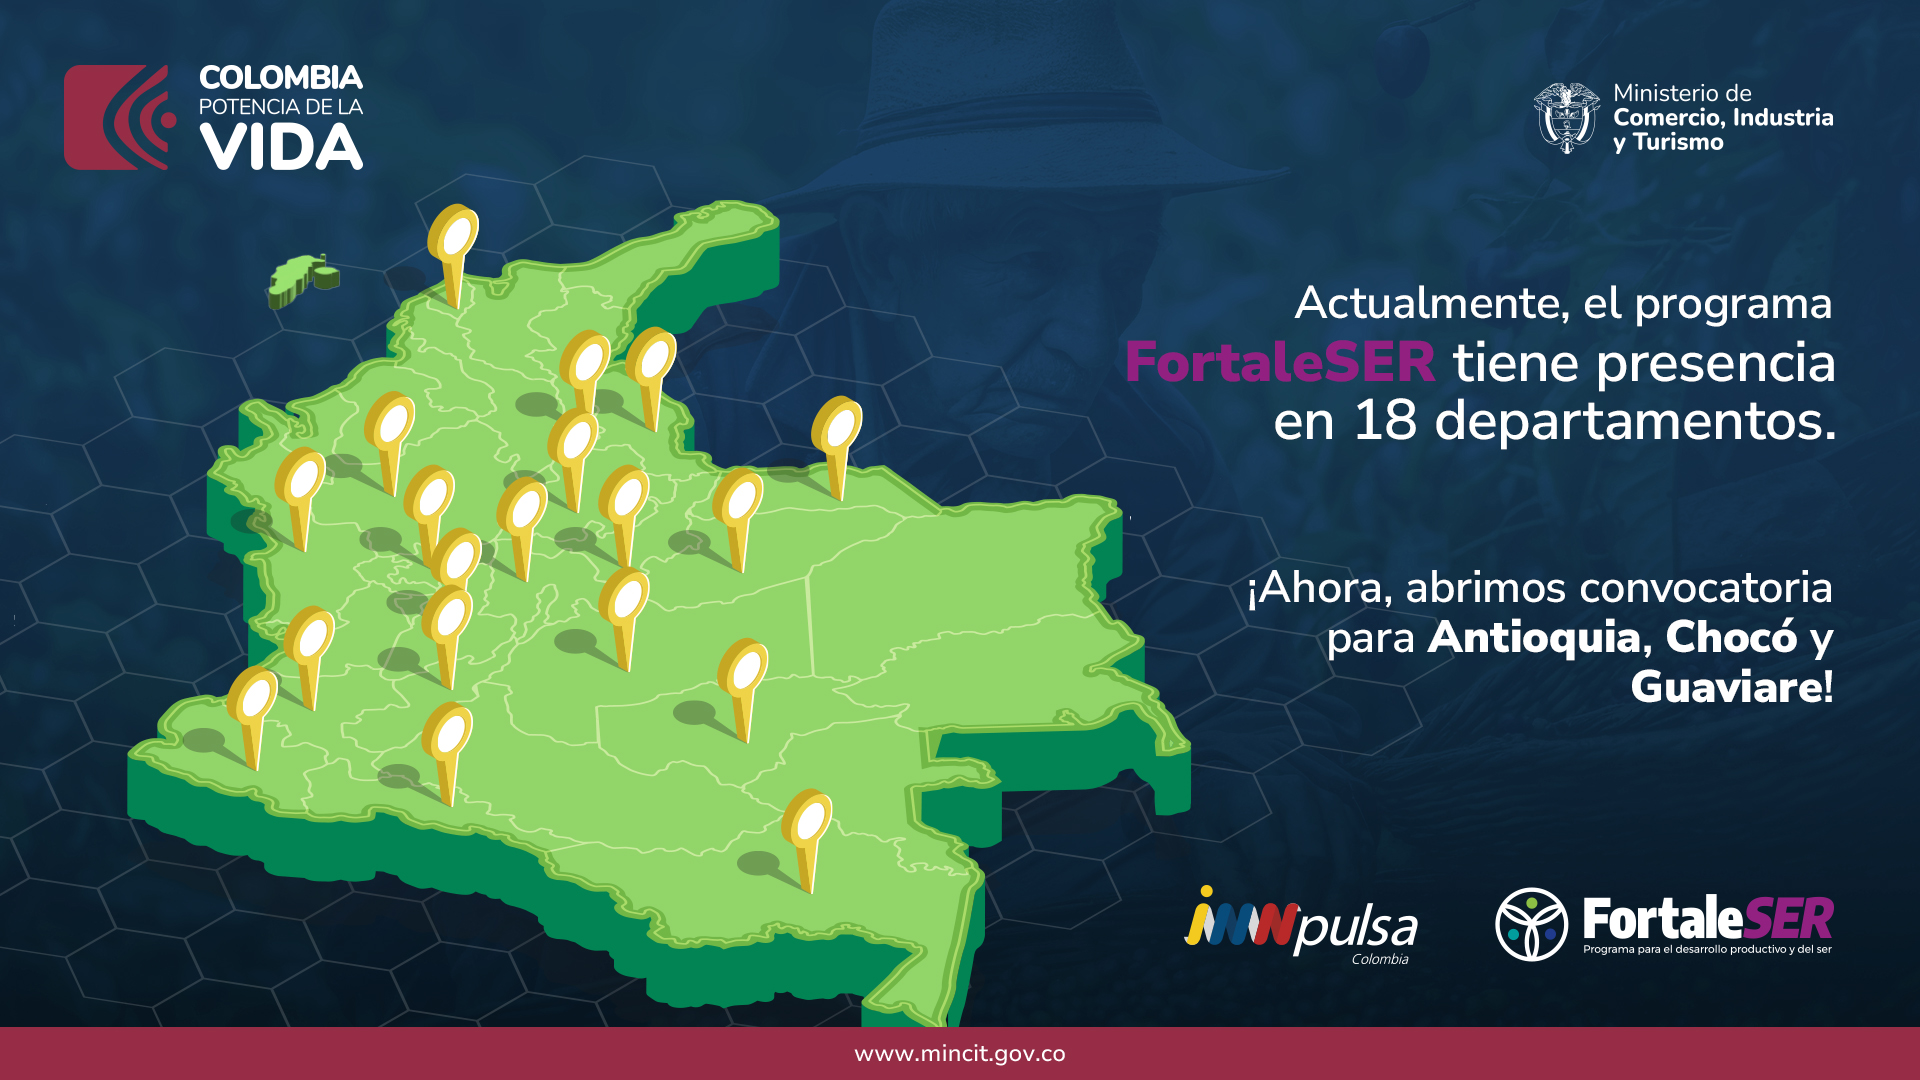 COLOMBIA
POTENCIA DE LA
VIDA
Ministerio de
Comercio, Industria
y Turismo
Actualmente, el programa
FortaleSER tiene presencia
en 18 departamentos.
¡Ahora, abrimos convocatoria
para Antioquia, Chocó y
Guaviare!
iNNpulsa
Colombia
FortaleSER
Programa para el desarrollo productivo y del ser
www.mincit.gov.co